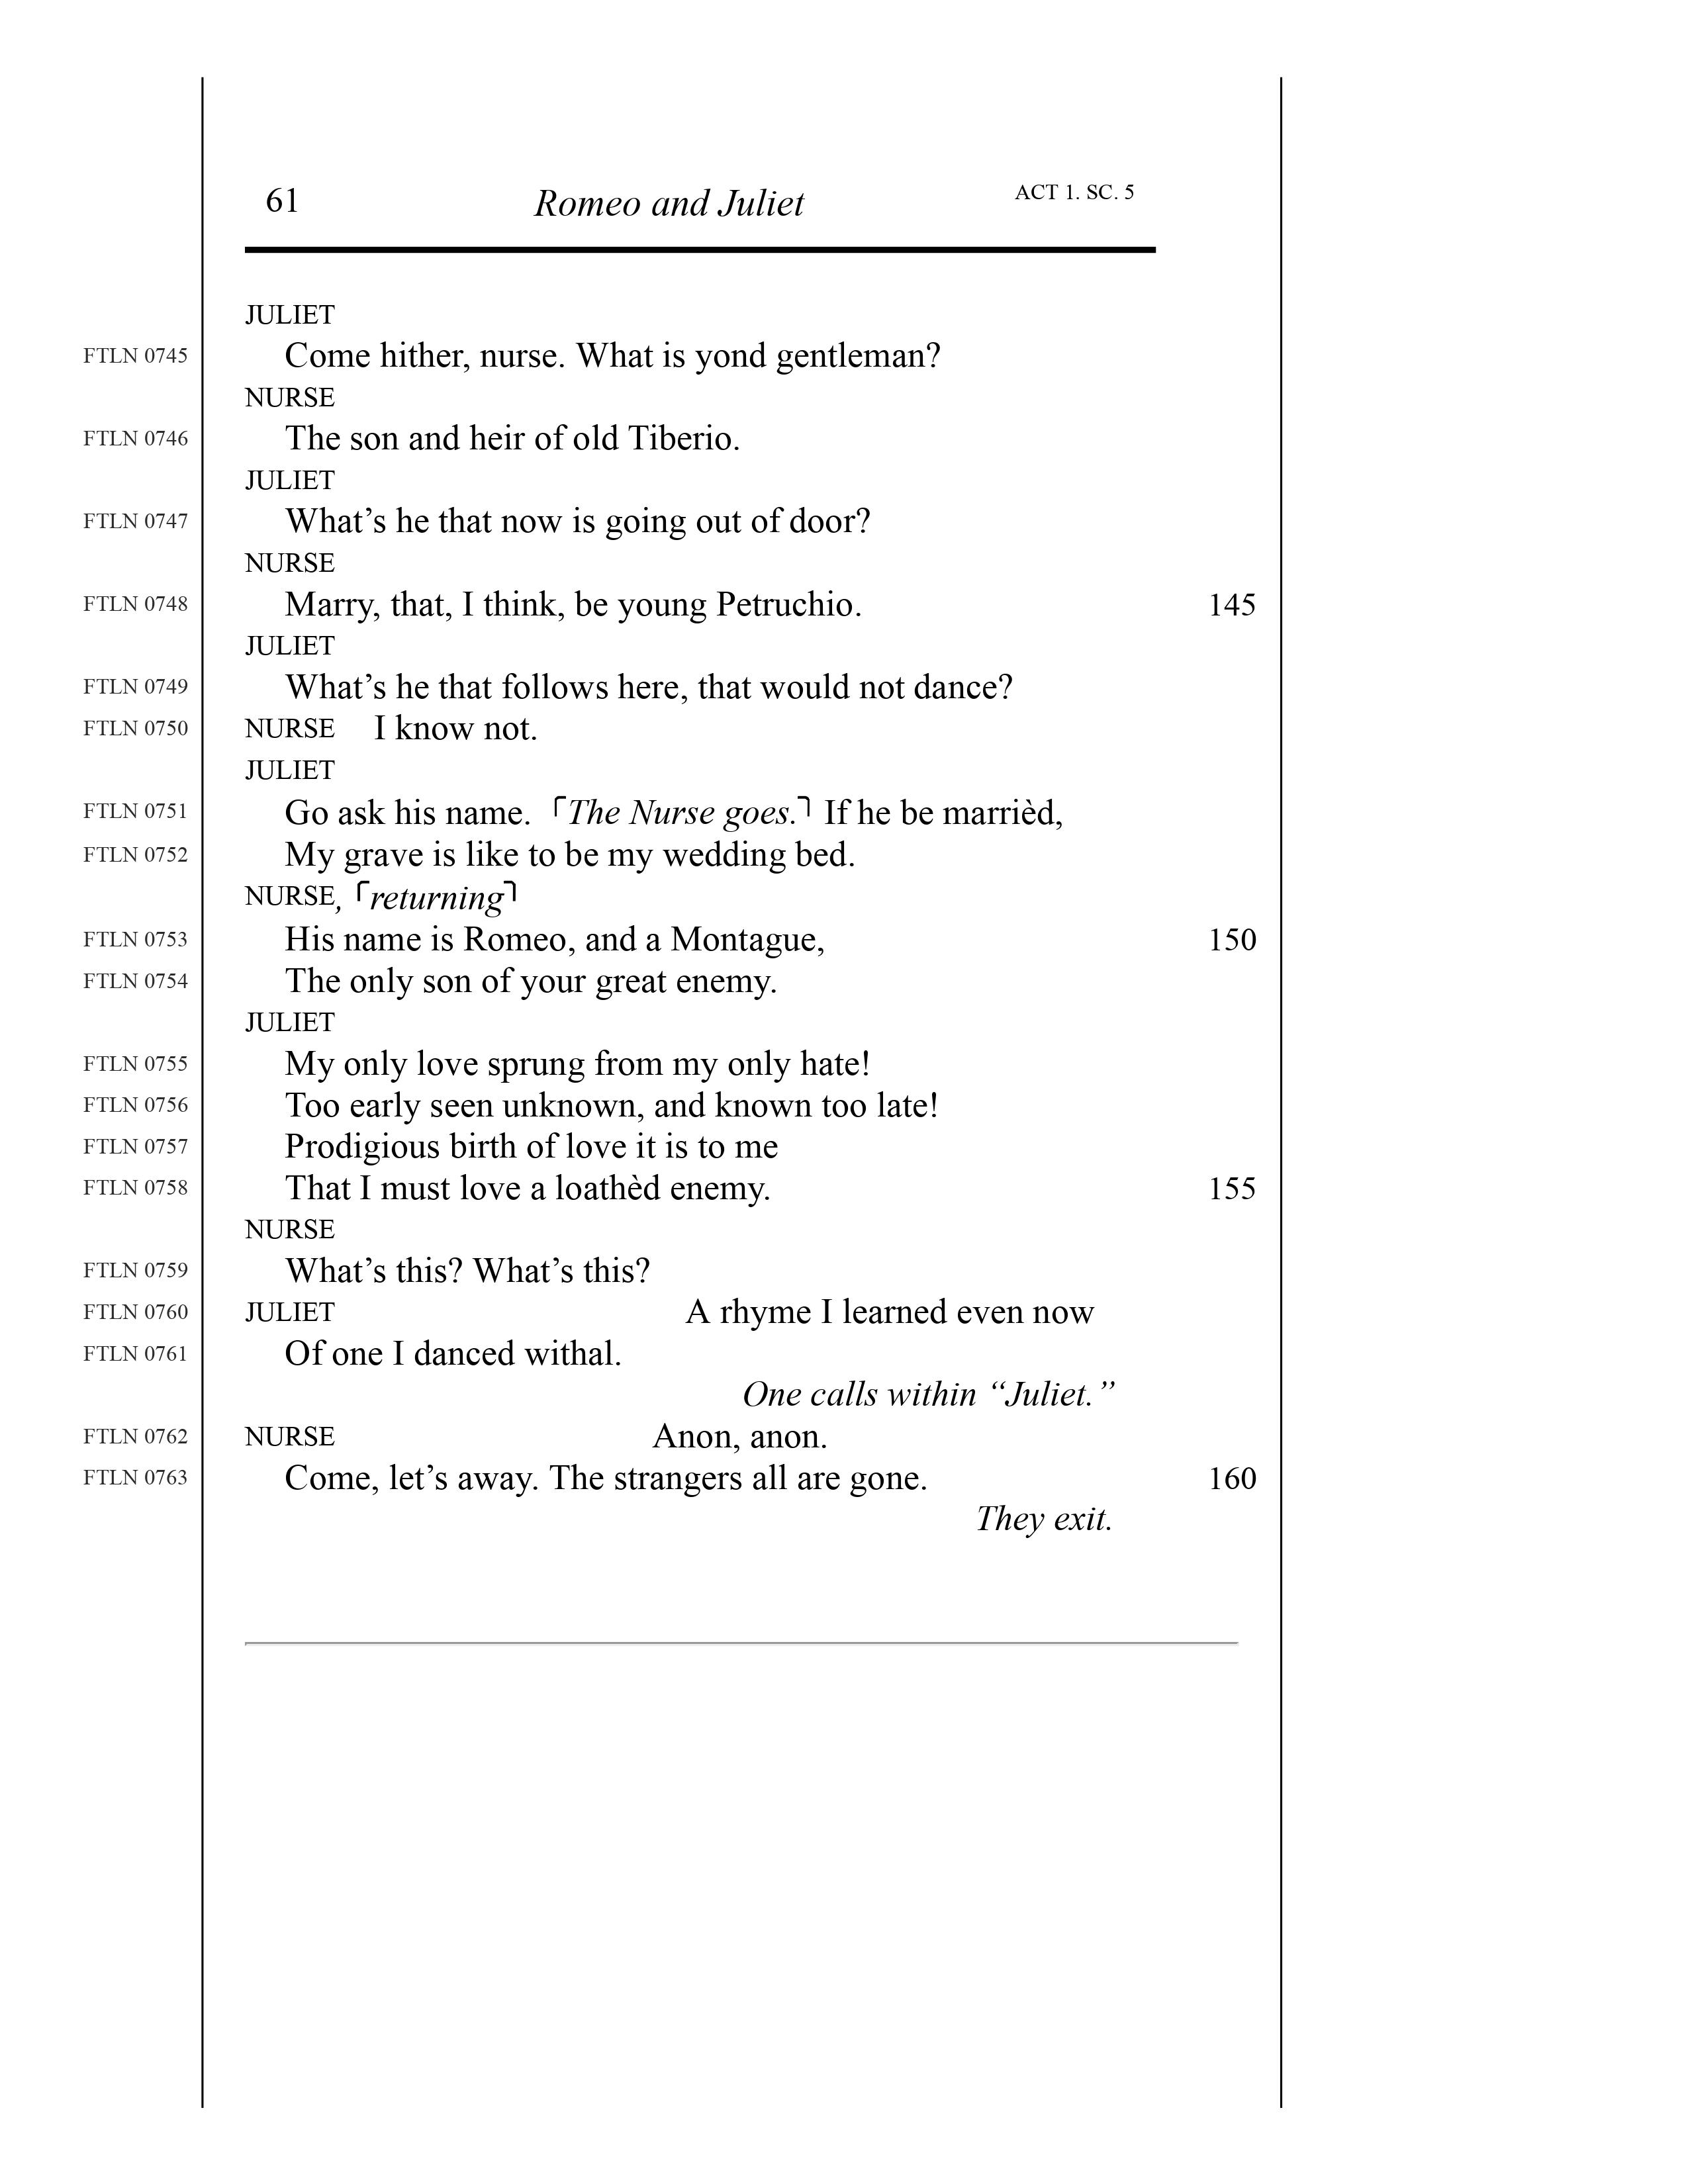 61 Romeo and Juliet ACT 1. SC. 5
JULIET
FTLN 0745 Come hither, nurse. What is yond gentleman?
NURSE
FTLN 0746 The son and heir of old Tiberio.
JULIET
FTLN 0747 What’s he that now is going out of door?
NURSE
FTLN 0748 Marry, that, I think, be young Petruchio. 145
JULIET
FTLN 0749 What’s he that follows here, that would not dance?
FTLN 0750 NURSE I know not.
JULIET
FTLN 0751 Go ask his name. ⌜The Nurse goes.⌝ If he be marrièd,
FTLN 0752 My grave is like to be my wedding bed.
NURSE, ⌜returning⌝
FTLN 0753 His name is Romeo, and a Montague, 150
FTLN 0754 The only son of your great enemy.
JULIET
FTLN 0755 My only love sprung from my only hate!
FTLN 0756 Too early seen unknown, and known too late!
FTLN 0757 Prodigious birth of love it is to me
FTLN 0758 That I must love a loathèd enemy. 155
NURSE
FTLN 0759 What’s this? What’s this?
FTLN 0760 JULIET A rhyme I learned even now
FTLN 0761 Of one I danced withal.
One calls within “Juliet.”
FTLN 0762 NURSE Anon, anon.
FTLN 0763 Come, let’s away. The strangers all are gone. 160
They exit.